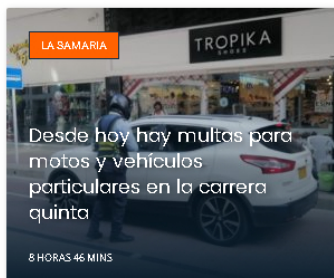 LA SAMARIA
TROPIKA
SHOES
Desde hoy hay multas para
motos y vehículos
particulares en la carrera
quinta
8 HORAS 46 MINS